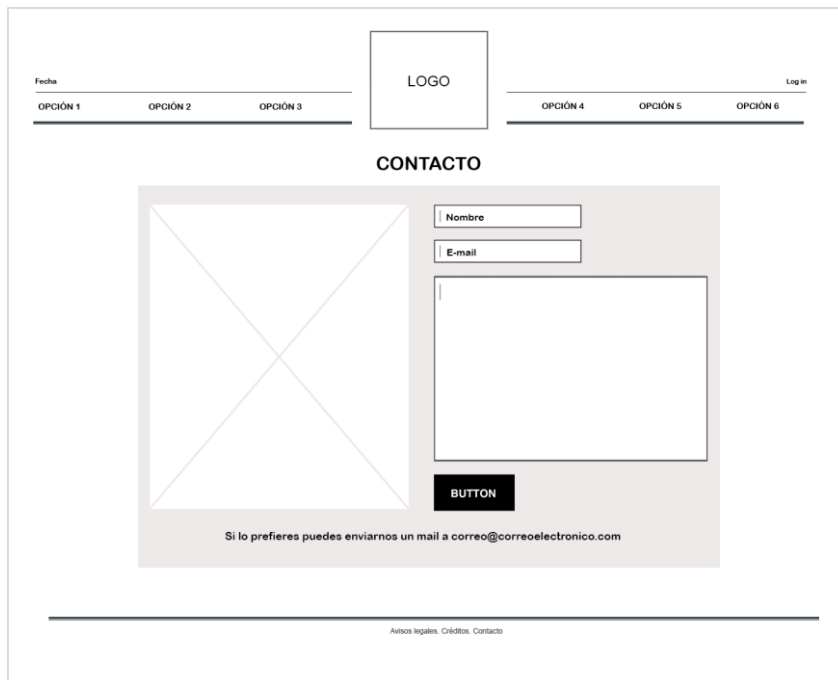 LOGO
Fecha
Log in
OPCIÓN 1
OPCIÓN 2
OPCIÓN 3
OPCIÓN 4
OPCIÓN 5
OPCIÓN 6
CONTACTO
Nombre
E-mail
BUTTON
Si lo prefieres puedes enviarnos un mail a correo@correoelectronico.com
Avisos legales. Créditos. Contacto